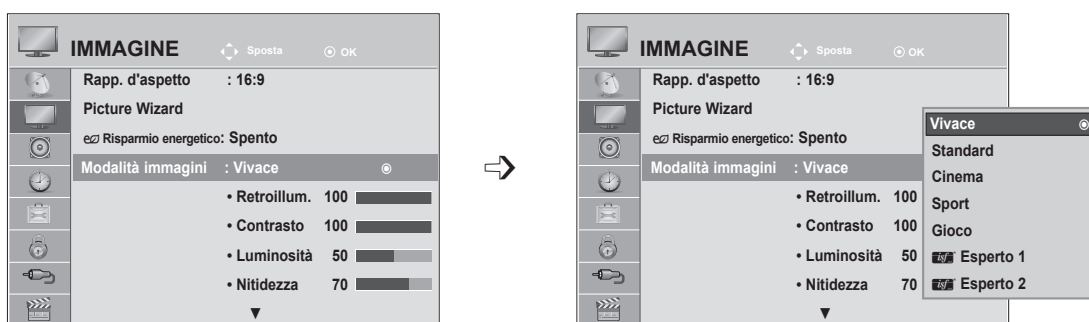 IMMAGINE Sposta OK
Rapp. d'aspetto : 16:9
Picture Wizard
e Risparmio energetico: Spento
Modalità immagini : Vivace
• Retroillum. 100
• Contrasto 100
• Luminosità 50
• Nitidezza 70
IMMAGINE Sposta OK
Rapp. d'aspetto : 16:9
Picture Wizard
e Risparmio energetico: Spento
Modalità immagini : Vivace
• Retroillum. 100
• Contrasto 100
• Luminosità 50
• Nitidezza 70
Vivace
Standard
Cinema
Sport
Gioco
isf Esperto 1
isf Esperto 2